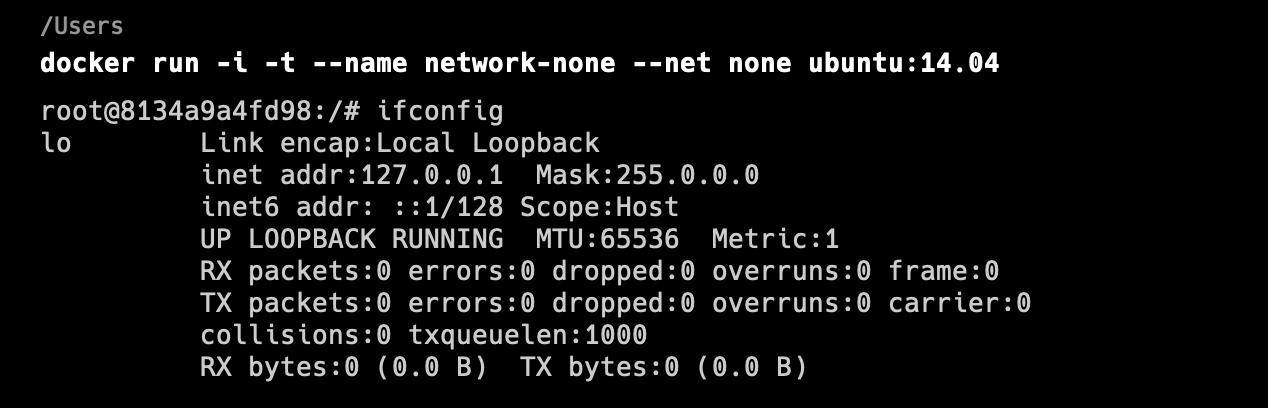 /Users
docker run -i -t --name network-none --net none ubuntu:14.04
root@8134a9a4fd98:/# ifconfig
lo        Link encap:Local Loopback
          inet addr:127.0.0.1  Mask:255.0.0.0
          inet6 addr: ::1/128 Scope:Host
          UP LOOPBACK RUNNING  MTU:65536  Metric:1
          RX packets:0 errors:0 dropped:0 overruns:0 frame:0
          TX packets:0 errors:0 dropped:0 overruns:0 carrier:0
          collisions:0 txqueuelen:1000
          RX bytes:0 (0.0 B)  TX bytes:0 (0.0 B)